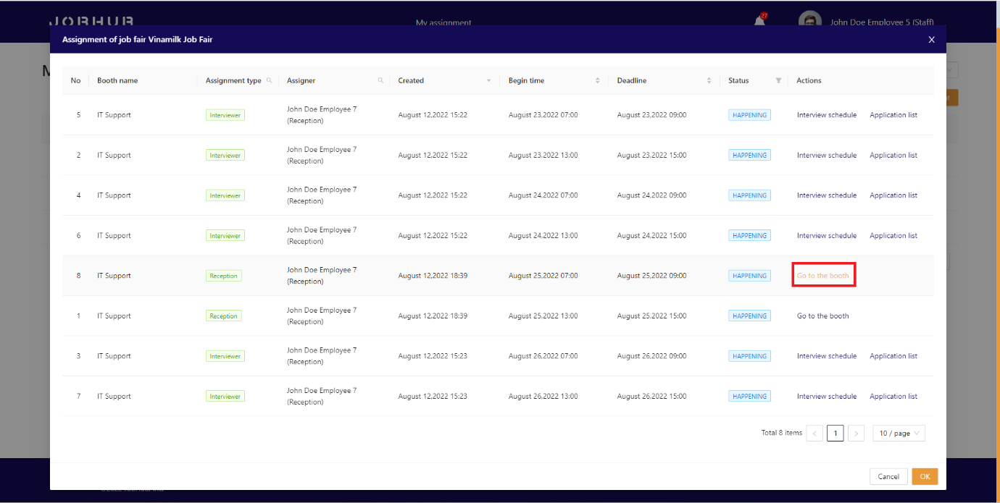 JOBHUB My assignment 27 John Doe Employee 5 (Staff)
Assignment of job fair Vinamilk Job Fair X
No Booth name Assignment type Assigner Created Begin time Deadline Status Actions
5 IT Support Interviewer John Doe Employee 7 (Reception) August 12,2022 15:22 August 23,2022 07:00 August 23,2022 09:00 HAPPENING Interview schedule Application list
2 IT Support Interviewer John Doe Employee 7 (Reception) August 12,2022 15:22 August 23,2022 13:00 August 23,2022 15:00 HAPPENING Interview schedule Application list
4 IT Support Interviewer John Doe Employee 7 (Reception) August 12,2022 15:22 August 24,2022 07:00 August 24,2022 09:00 HAPPENING Interview schedule Application list
6 IT Support Interviewer John Doe Employee 7 (Reception) August 12,2022 15:22 August 24,2022 13:00 August 24,2022 15:00 HAPPENING Interview schedule Application list
8 IT Support Reception John Doe Employee 7 (Reception) August 12,2022 18:39 August 25,2022 07:00 August 25,2022 09:00 HAPPENING Go to the booth
1 IT Support Reception John Doe Employee 7 (Reception) August 12,2022 18:39 August 25,2022 13:00 August 25,2022 15:00 HAPPENING Go to the booth
3 IT Support Interviewer John Doe Employee 7 (Reception) August 12,2022 15:23 August 26,2022 07:00 August 26,2022 09:00 HAPPENING Interview schedule Application list
7 IT Support Interviewer John Doe Employee 7 (Reception) August 12,2022 15:23 August 26,2022 13:00 August 26,2022 15:00 HAPPENING Interview schedule Application list
Total 8 items < 1 > 10 / page
Cancel OK